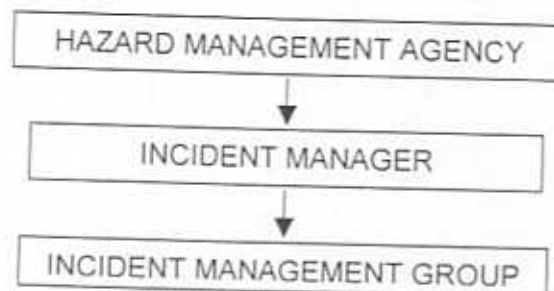 HAZARD MANAGEMENT AGENCY
INCIDENT MANAGER
INCIDENT MANAGEMENT GROUP